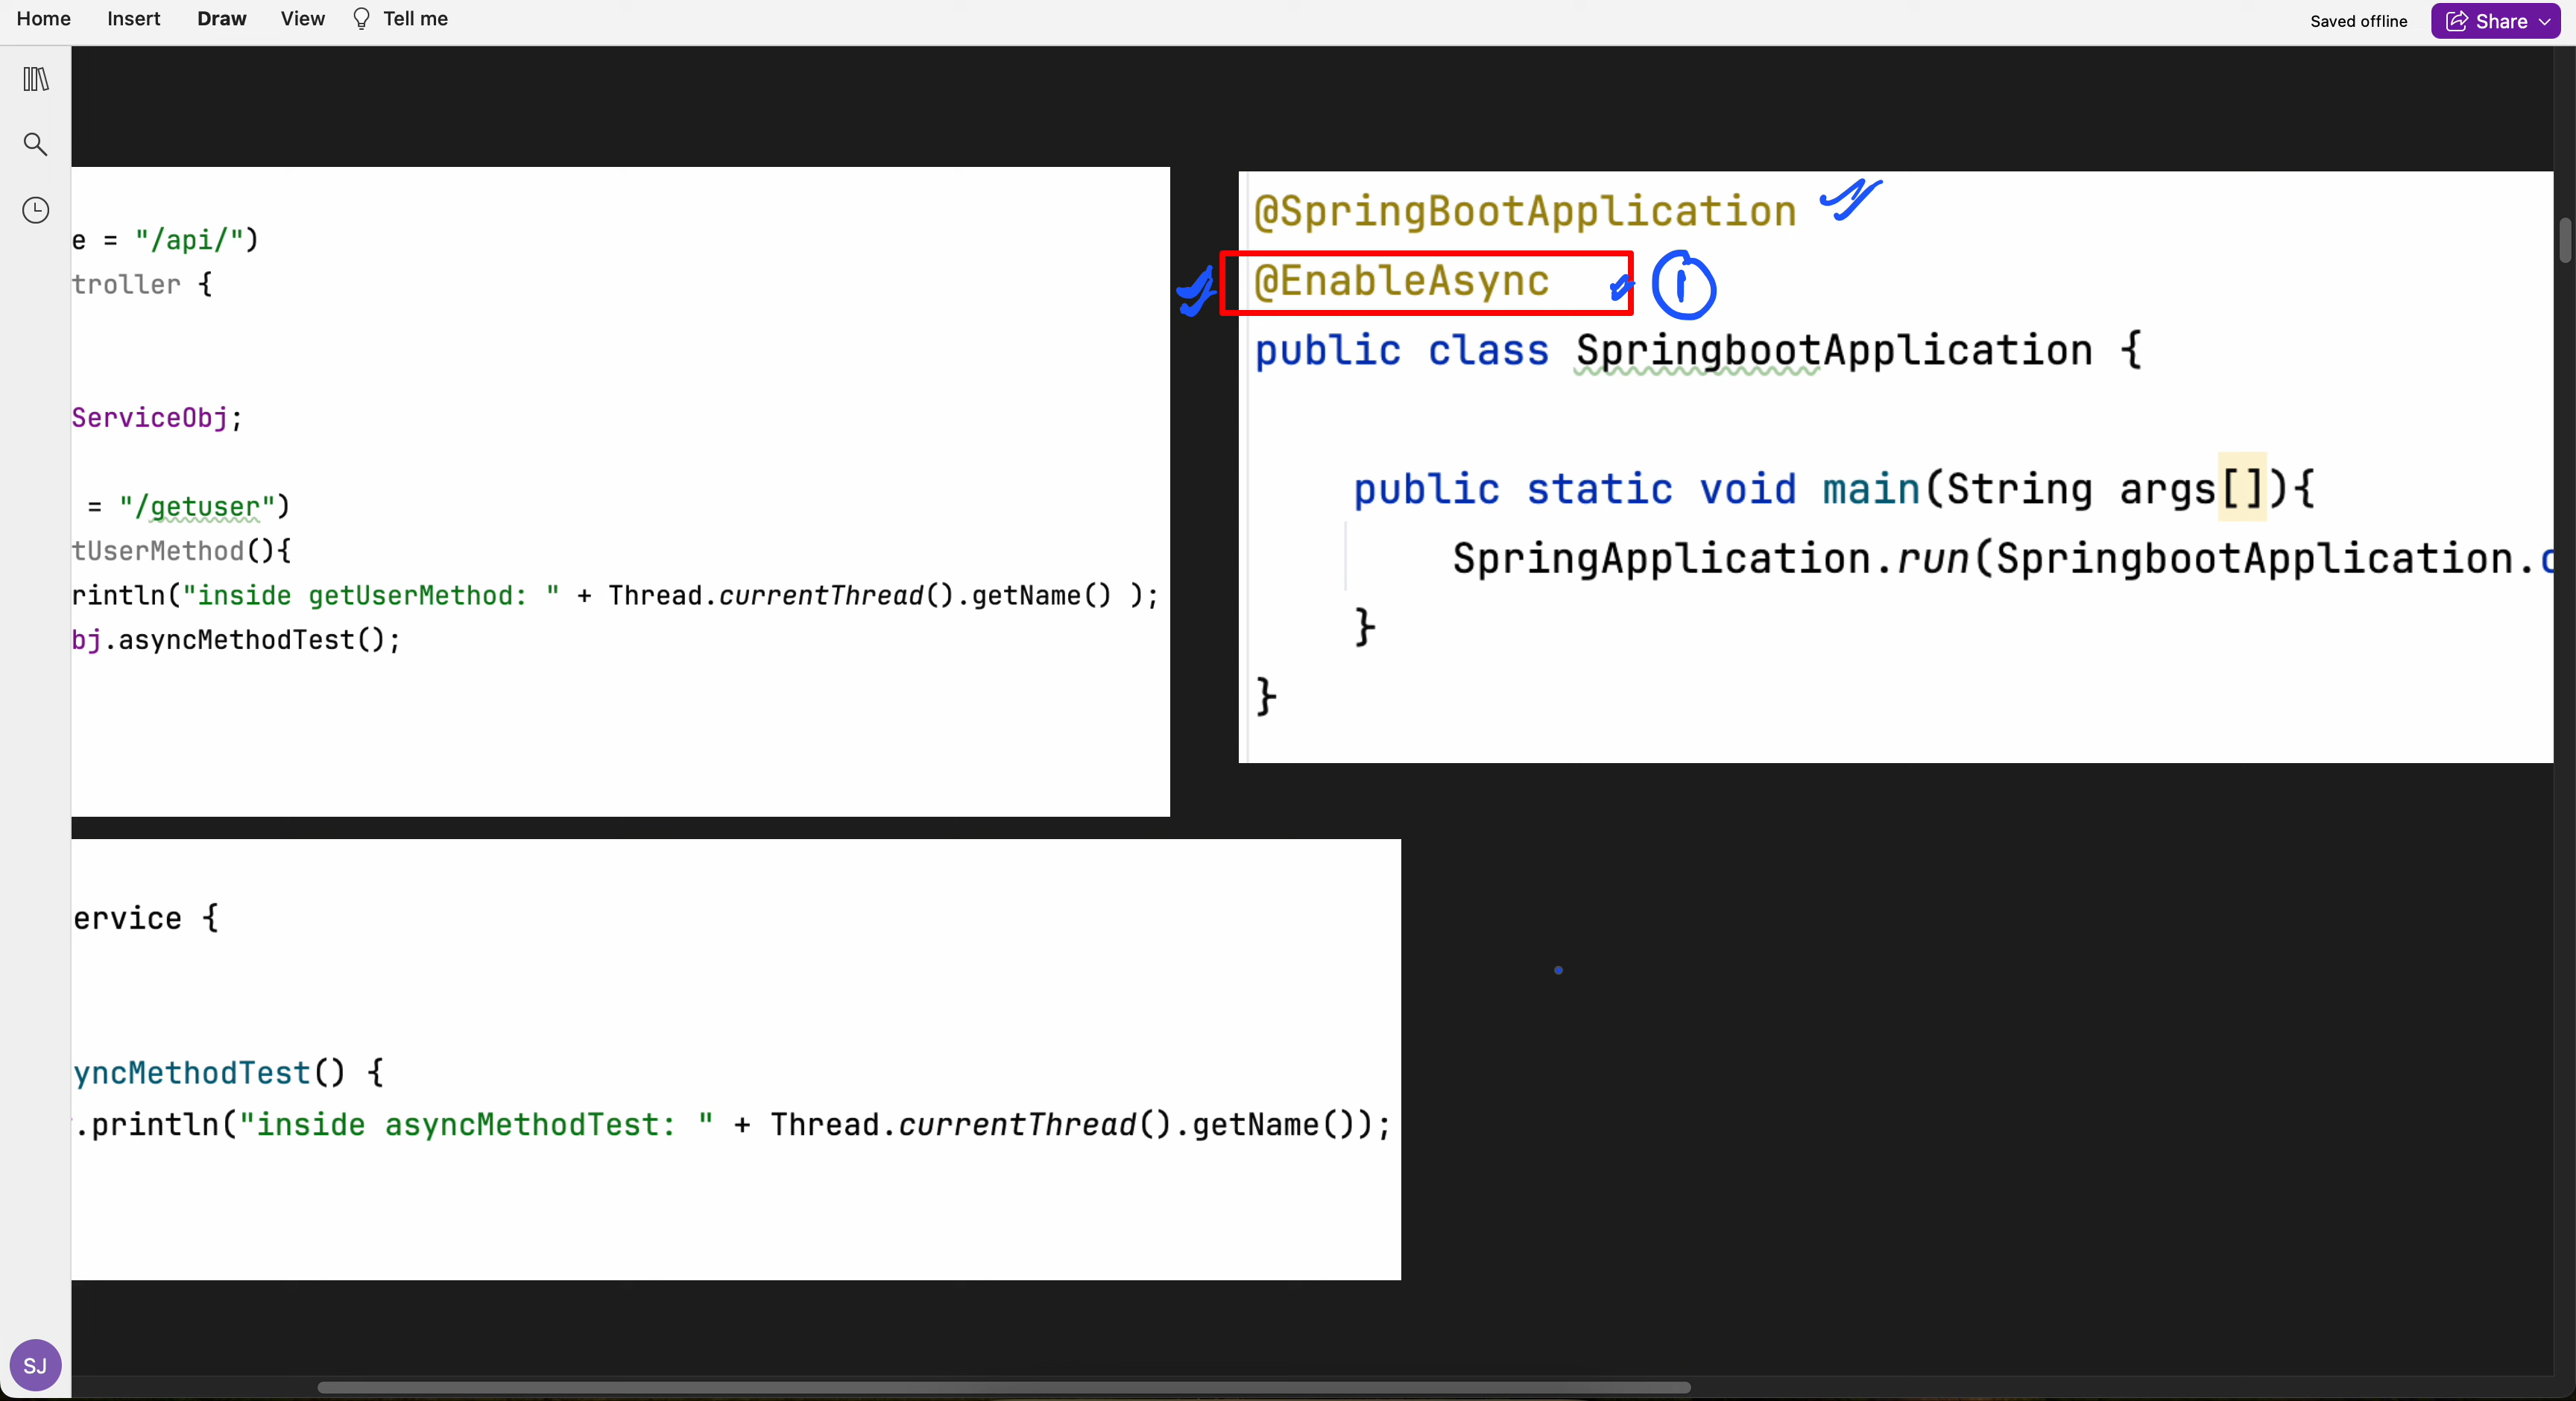 Home Insert Draw View Tell me Saved offline Share
e = "/api/")
troller {
ServiceObj;
= "/getuser")
tUserMethod(){
rintln("inside getUserMethod: " + Thread.currentThread().getName() );
bj.asyncMethodTest();
@SpringBootApplication
@EnableAsync 1
public class SpringbootApplication {
public static void main(String args[]){
SpringApplication.run(SpringbootApplication.c
}
}
ervice {
yncMethodTest() {
.println("inside asyncMethodTest: " + Thread.currentThread().getName());
SJ